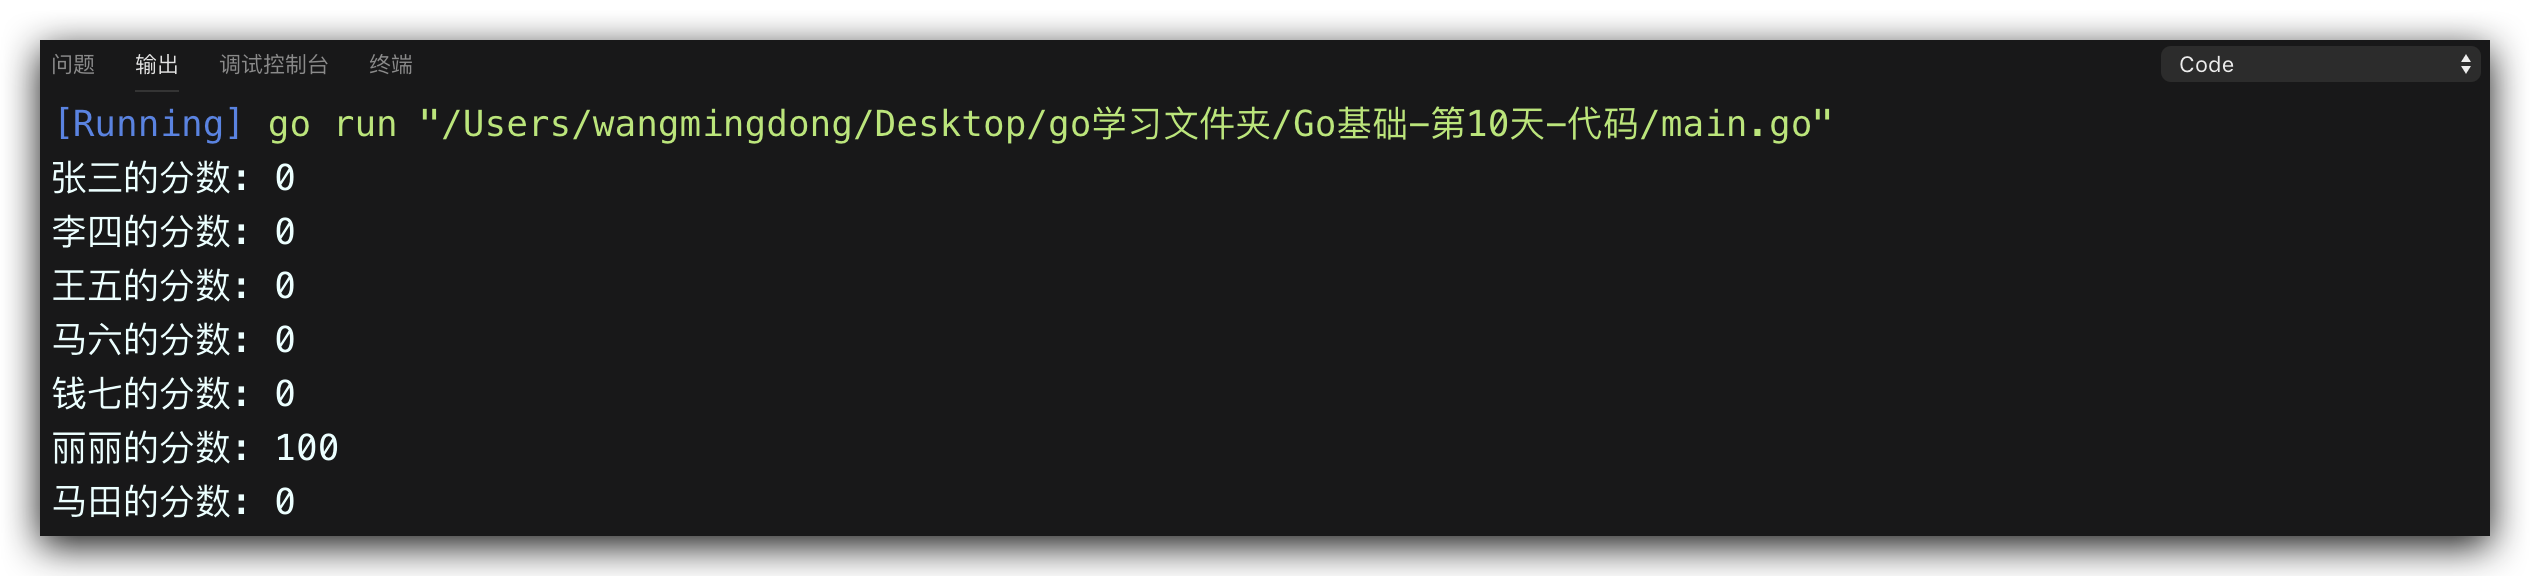 问题 输出 调试控制台 终端 Code
[Running] go run "/Users/wangmingdong/Desktop/go学习文件夹/Go基础-第10天-代码/main.go"
张三的分数: 0
李四的分数: 0
王五的分数: 0
马六的分数: 0
钱七的分数: 0
丽丽的分数: 100
马田的分数: 0